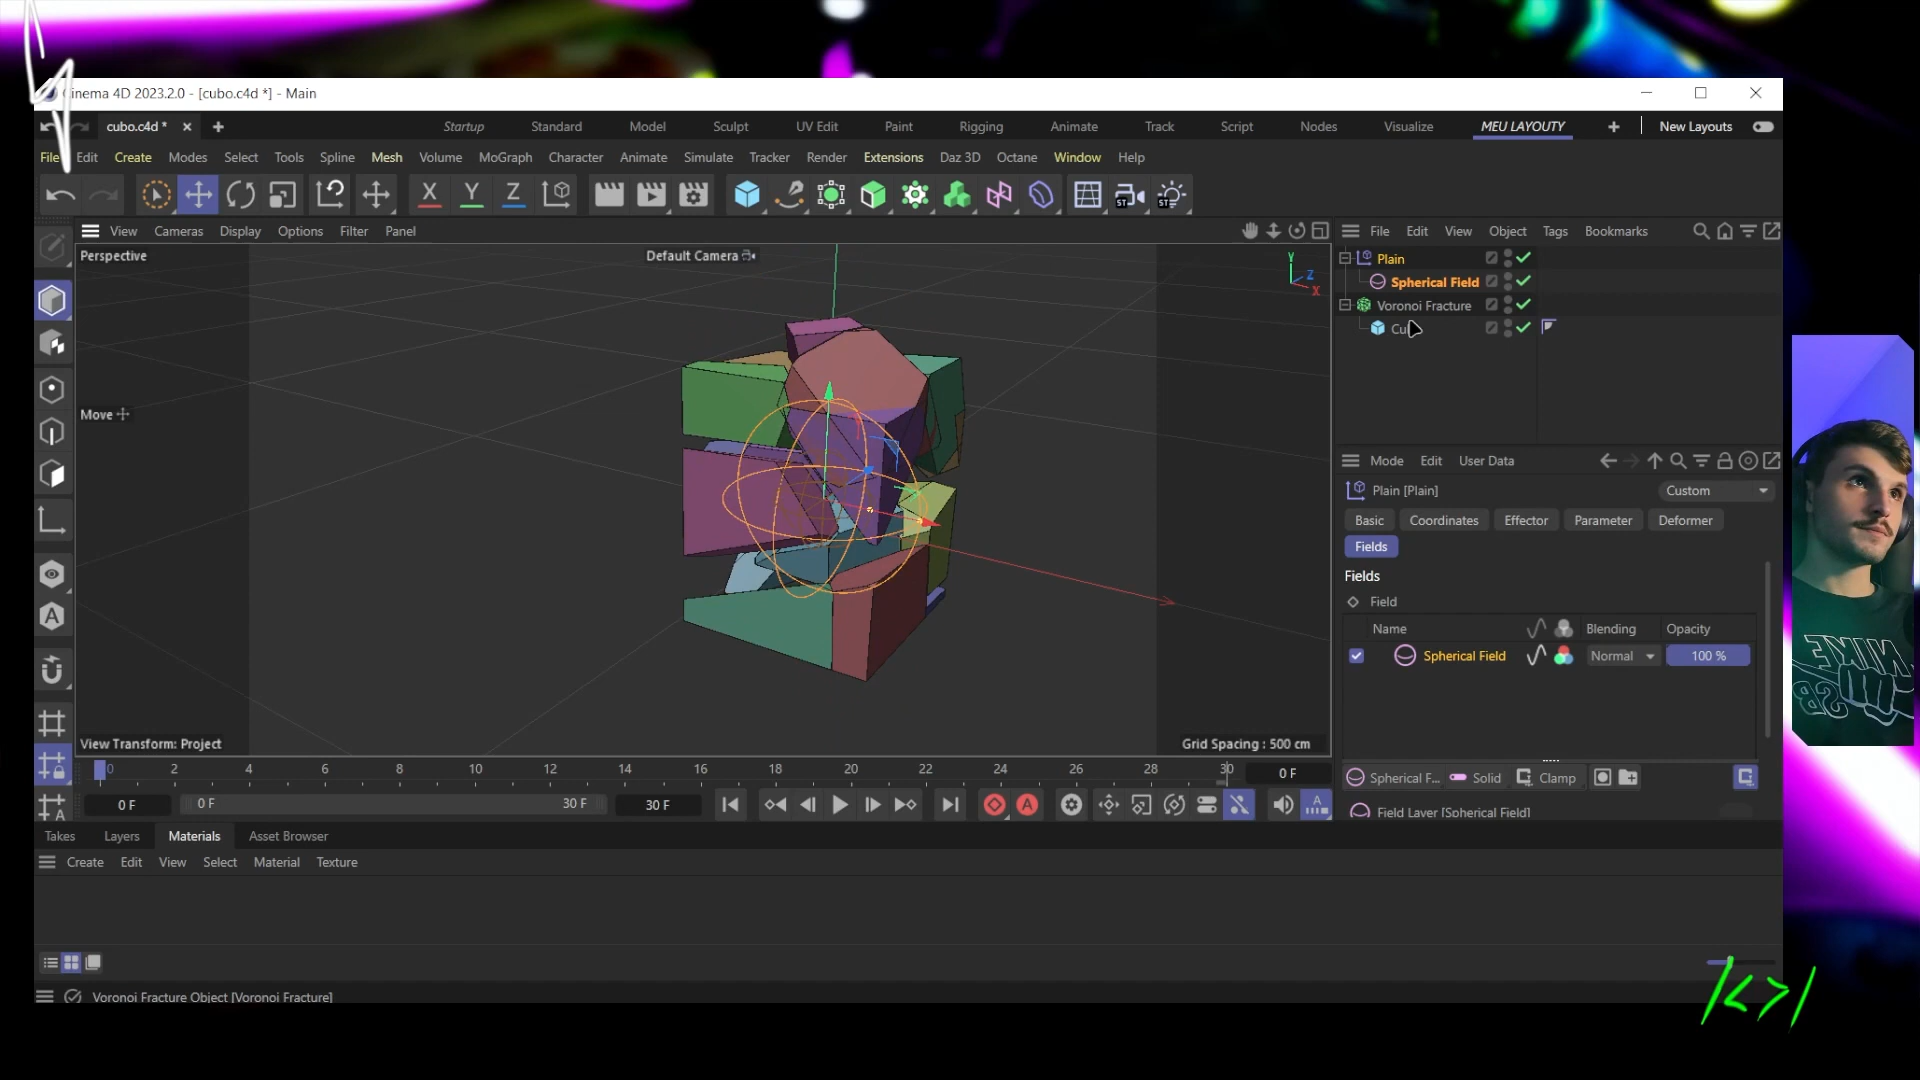 Cinema 4D 2023.2.0 - [cubo.c4d *] - Main
cubo.c4d *
Startup Standard Model Sculpt UV Edit Paint Rigging Animate Track Script Nodes Visualize MEU LAYOUTY New Layouts
File Edit Create Modes Select Tools Spline Mesh Volume MoGraph Character Animate Simulate Tracker Render Extensions Daz 3D Octane Window Help
X Y Z
View Cameras Display Options Filter Panel
File Edit View Object Tags Bookmarks
Perspective
Default Camera
Y
Z
X
Plain
Spherical Field
Voronoi Fracture
Move
Mode Edit User Data
Plain [Plain]
Custom
Basic Coordinates Effector Parameter Deformer
Fields
Fields
Field
Name Blending Opacity
Spherical Field Normal 100 %
View Transform: Project
Grid Spacing : 500 cm
0 2 4 6 8 10 12 14 16 18 20 22 24 26 28 30 0 F
Spherical F... Solid Clamp
0 F 0 F 30 F 30 F
Field Layer [Spherical Field]
Takes Layers Materials Asset Browser
Create Edit View Select Material Texture
Voronoi Fracture Object [Voronoi Fracture]